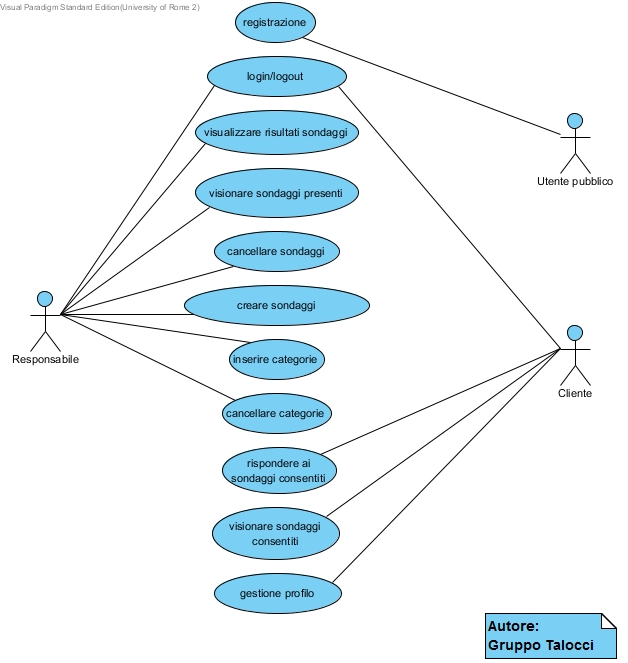 Visual Paradigm Standard Edition(University of Rome 2)
registrazione
login/logout
visualizzare risultati sondaggi
visionare sondaggi presenti
Utente pubblico
cancellare sondaggi
creare sondaggi
Responsabile
inserire categorie
Cliente
cancellare categorie
rispondere ai
sondaggi consentiti
visionare sondaggi
consentiti
gestione profilo
Autore:
Gruppo Talocci